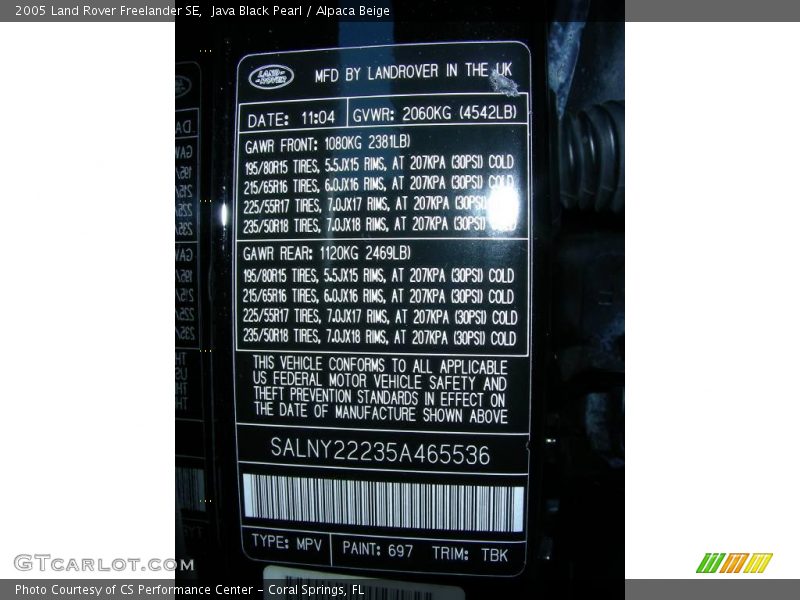 2005 Land Rover Freelander SE,  Java Black Pearl / Alpaca Beige
LAND-
-ROVER
MFD BY LANDROVER IN THE UK
DATE: 11:04
GVWR: 2060KG (4542LB)
GAWR FRONT: 1080KG 2381LB)
195/80R15 TIRES, 5.5JX15 RIMS, AT 207KPA (30PSI) COLD
215/65R16 TIRES, 6.0JX16 RIMS, AT 207KPA (30PSI) COLD
225/55R17 TIRES, 7.0JX17 RIMS, AT 207KPA (30PSI) COLD
235/50R18 TIRES, 7.0JX18 RIMS, AT 207KPA (30PSI) COLD
GAWR REAR: 1120KG 2469LB)
195/80R15 TIRES, 5.5JX15 RIMS, AT 207KPA (30PSI) COLD
215/65R16 TIRES, 6.0JX16 RIMS, AT 207KPA (30PSI) COLD
225/55R17 TIRES, 7.0JX17 RIMS, AT 207KPA (30PSI) COLD
235/50R18 TIRES, 7.0JX18 RIMS, AT 207KPA (30PSI) COLD
THIS VEHICLE CONFORMS TO ALL APPLICABLE
US FEDERAL MOTOR VEHICLE SAFETY AND
THEFT PREVENTION STANDARDS IN EFFECT ON
THE DATE OF MANUFACTURE SHOWN ABOVE
SALNY22235A465536
TYPE: MPV
PAINT: 697
TRIM: TBK
GTCARLOT.COM
Photo Courtesy of CS Performance Center - Coral Springs, FL